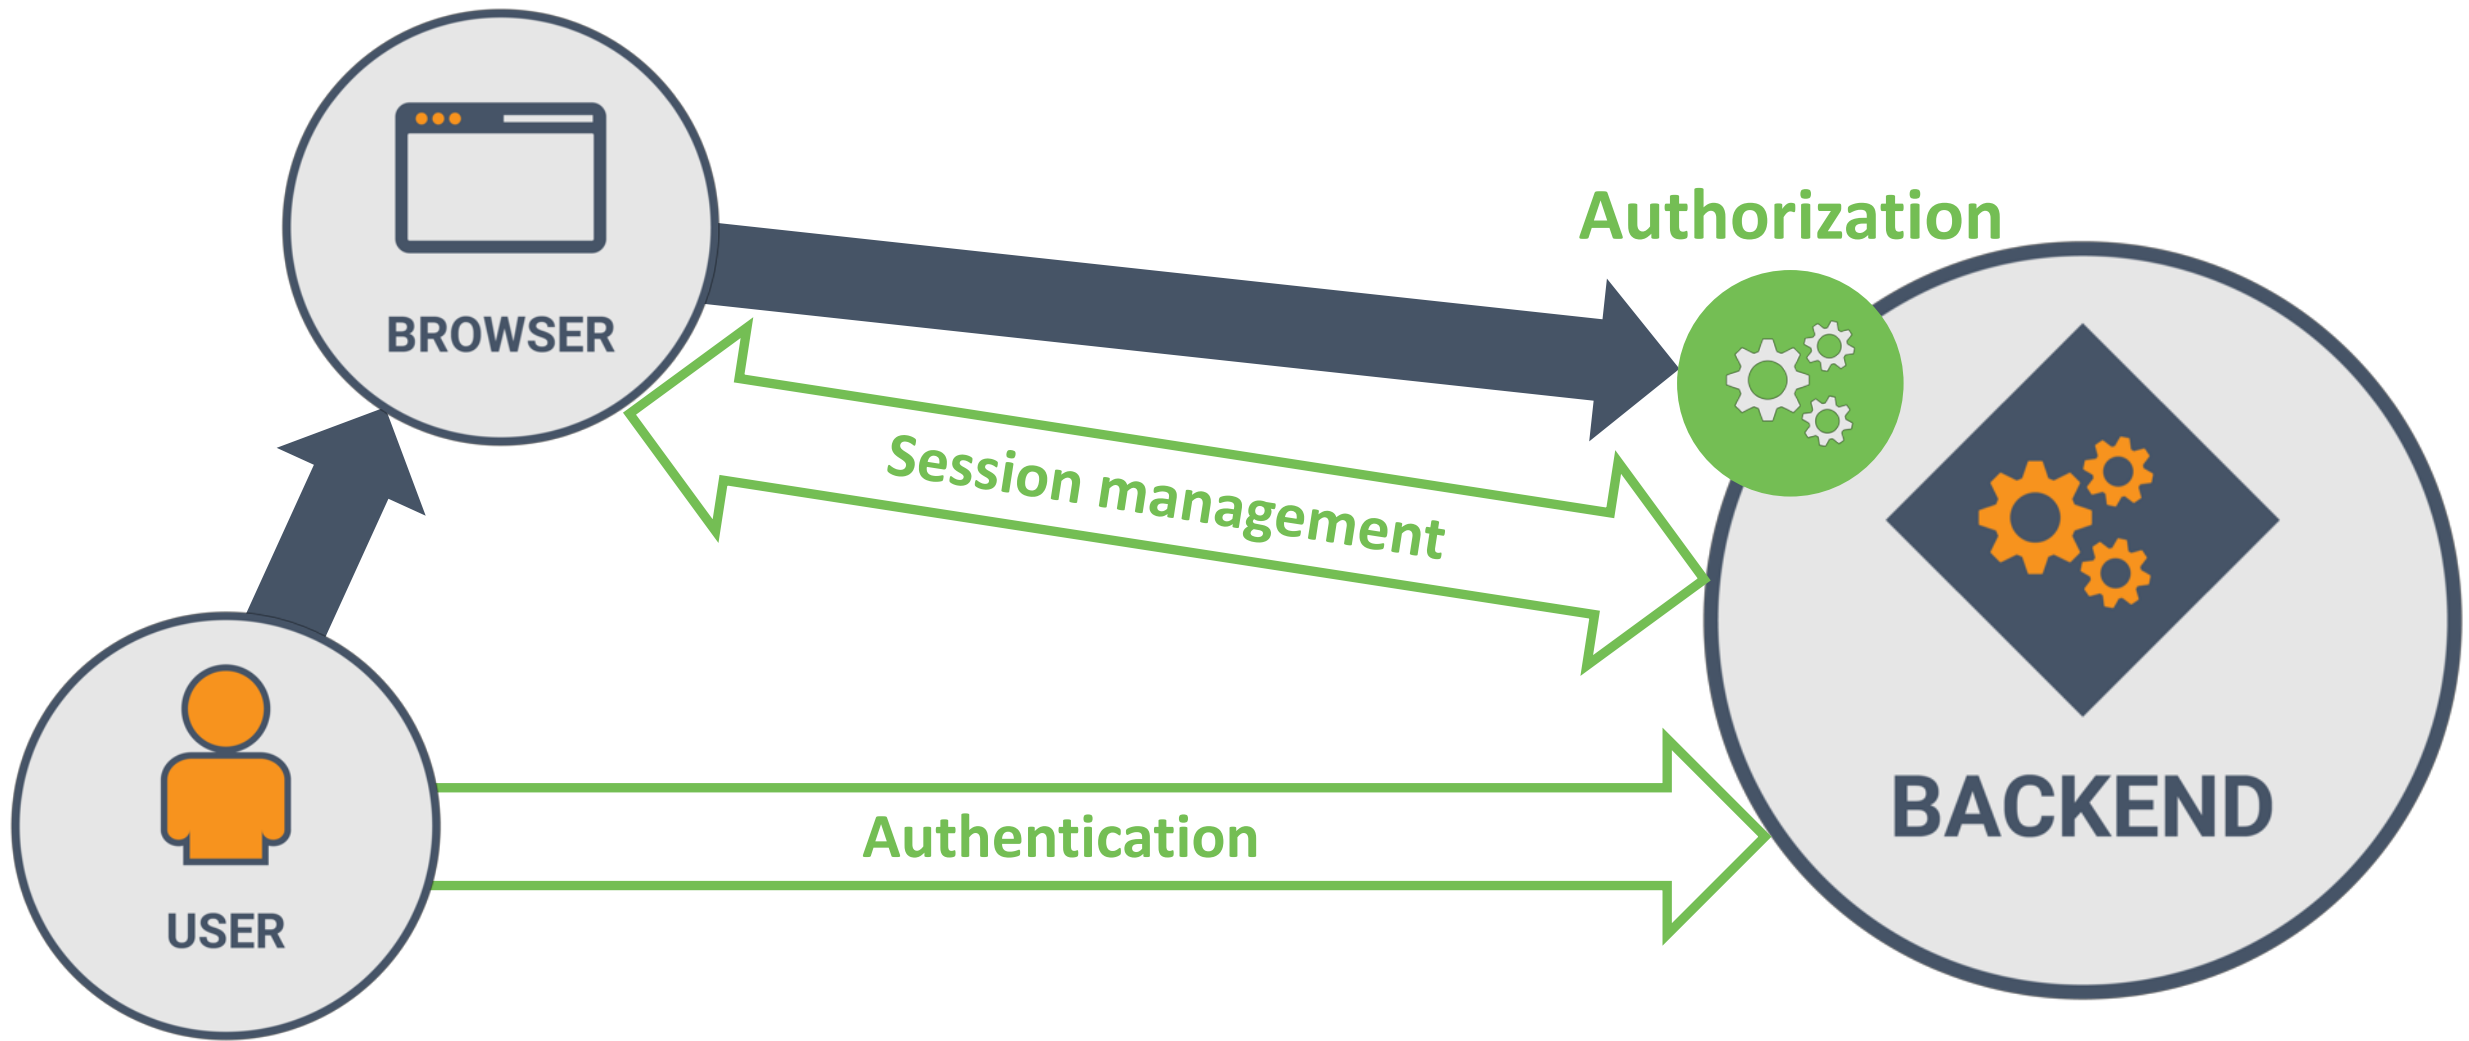 Authorization
BROWSER
Session management
BACKEND
Authentication
USER